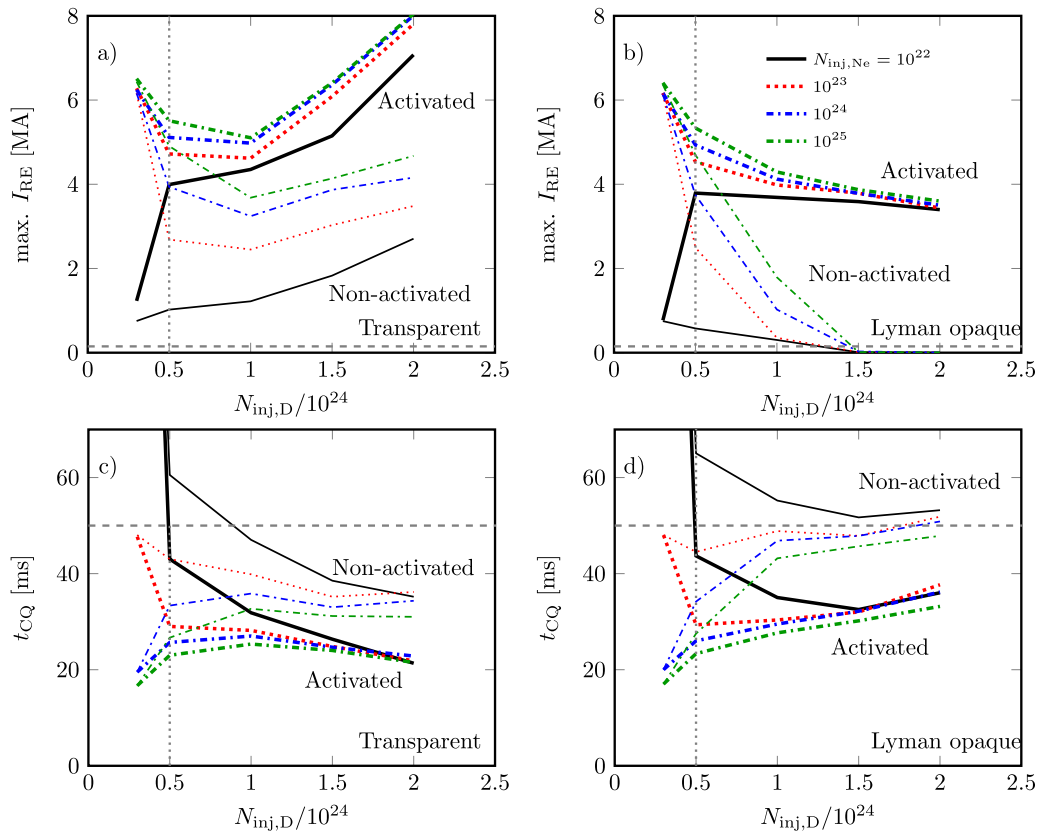 a)
8
6
4
2
0
max. I_RE [MA]
Activated
Non-activated
Transparent
0 0.5 1 1.5 2 2.5
N_inj,D/10^24
b)
8
6
4
2
0
max. I_RE [MA]
N_inj,Ne = 10^22
10^23
10^24
10^25
Activated
Non-activated
Lyman opaque
0 0.5 1 1.5 2 2.5
N_inj,D/10^24
c)
60
40
20
0
t_CQ [ms]
Non-activated
Activated
Transparent
0 0.5 1 1.5 2 2.5
N_inj,D/10^24
d)
60
40
20
0
t_CQ [ms]
Non-activated
Activated
Lyman opaque
0 0.5 1 1.5 2 2.5
N_inj,D/10^24